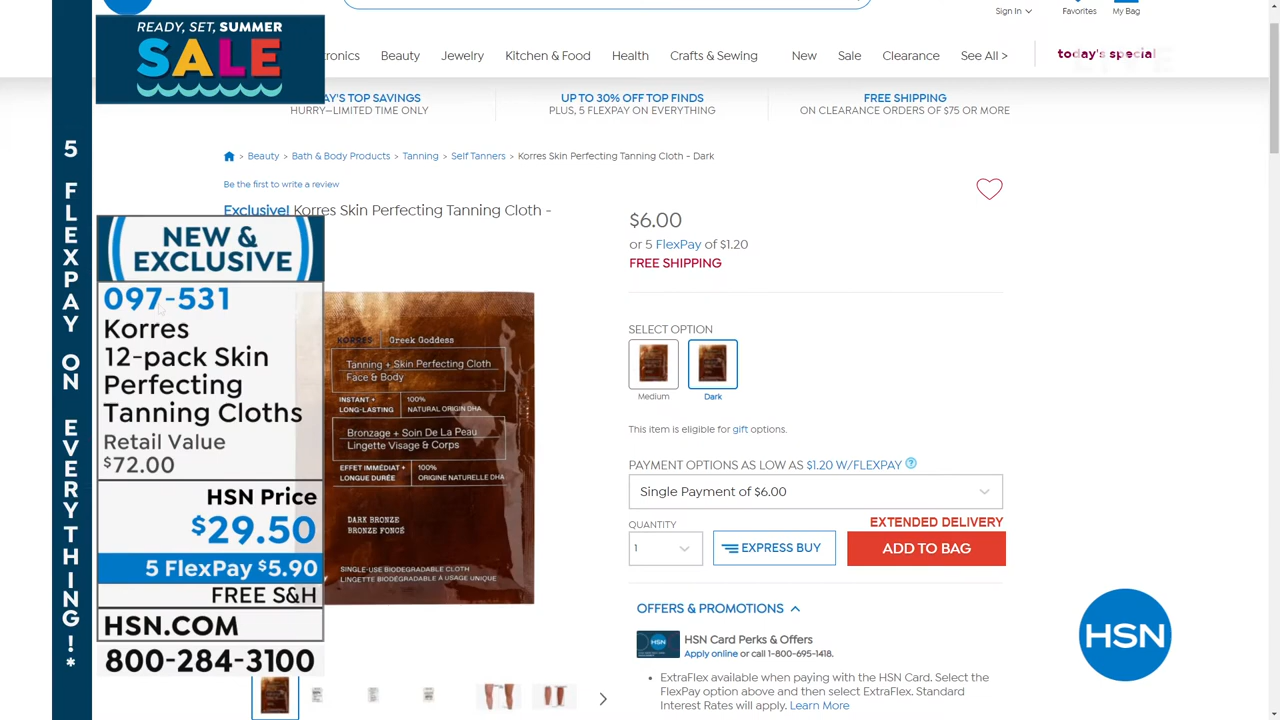 READY, SET, SUMMER
SALE
5 FLEXPAY ON EVERYTHING!*
Sign In
Favorites
My Bag
ctronics
Beauty
Jewelry
Kitchen & Food
Health
Crafts & Sewing
New
Sale
Clearance
See All >
today's special
AY'S TOP SAVINGS
HURRY—LIMITED TIME ONLY
UP TO 30% OFF TOP FINDS
PLUS, 5 FLEXPAY ON EVERYTHING
FREE SHIPPING
ON CLEARANCE ORDERS OF $75 OR MORE
> Beauty > Bath & Body Products > Tanning > Self Tanners > Korres Skin Perfecting Tanning Cloth - Dark
Be the first to write a review
Exclusive! Korres Skin Perfecting Tanning Cloth -
NEW &
EXCLUSIVE
097-531
Korres
12-pack Skin
Perfecting
Tanning Cloths
Retail Value
$72.00
HSN Price
$29.50
5 FlexPay $5.90
FREE S&H
HSN.COM
800-284-3100
KORRES
Greek Goddess
Tanning + Skin Perfecting Cloth
Face & Body
INSTANT +
LONG-LASTING
100%
NATURAL ORIGIN DHA
Bronzage + Soin De La Peau
Lingette Visage & Corps
EFFET IMMÉDIAT +
LONGUE DURÉE
100%
ORIGINE NATURELLE DHA
DARK BRONZE
BRONZE FONCÉ
SINGLE-USE BIODEGRADABLE CLOTH
LINGETTE BIODÉGRADABLE À USAGE UNIQUE
$6.00
or 5 FlexPay of $1.20
FREE SHIPPING
SELECT OPTION
Medium
Dark
This item is eligible for gift options.
PAYMENT OPTIONS AS LOW AS $1.20 W/FLEXPAY ?
Single Payment of $6.00
QUANTITY
EXTENDED DELIVERY
1
EXPRESS BUY
ADD TO BAG
OFFERS & PROMOTIONS
HSN Card Perks & Offers
Apply online or call 1-800-695-1418.
• ExtraFlex available when paying with the HSN Card. Select the
FlexPay option above and then select ExtraFlex. Standard
Interest Rates will apply. Learn More
HSN